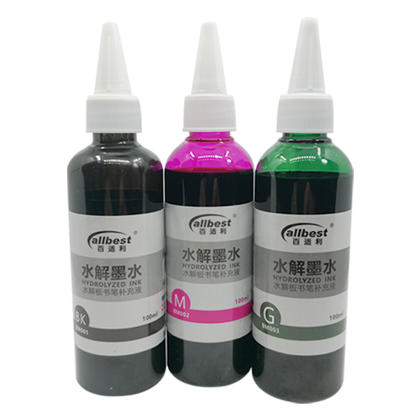 allbest
百适利
水解墨水
HYDROLYZED INK
水解板书笔补充液
BK
100ml
BM001
allbest
百适利
水解墨水
HYDROLYZED INK
水解板书笔补充液
M
100ml
BM002
allbest
百适利
水解墨水
HYDROLYZED INK
水解板书笔补充液
G
100ml
BM003